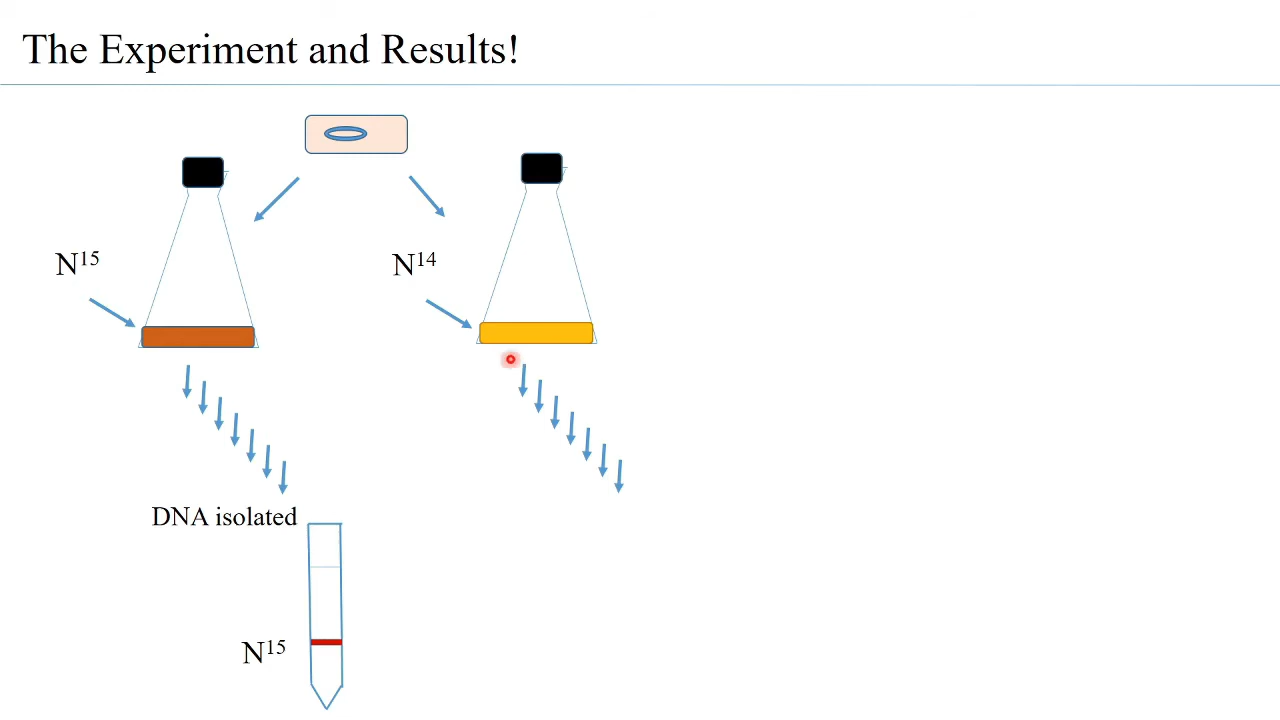 The Experiment and Results!
N¹⁵
N¹⁴
DNA isolated
N¹⁵